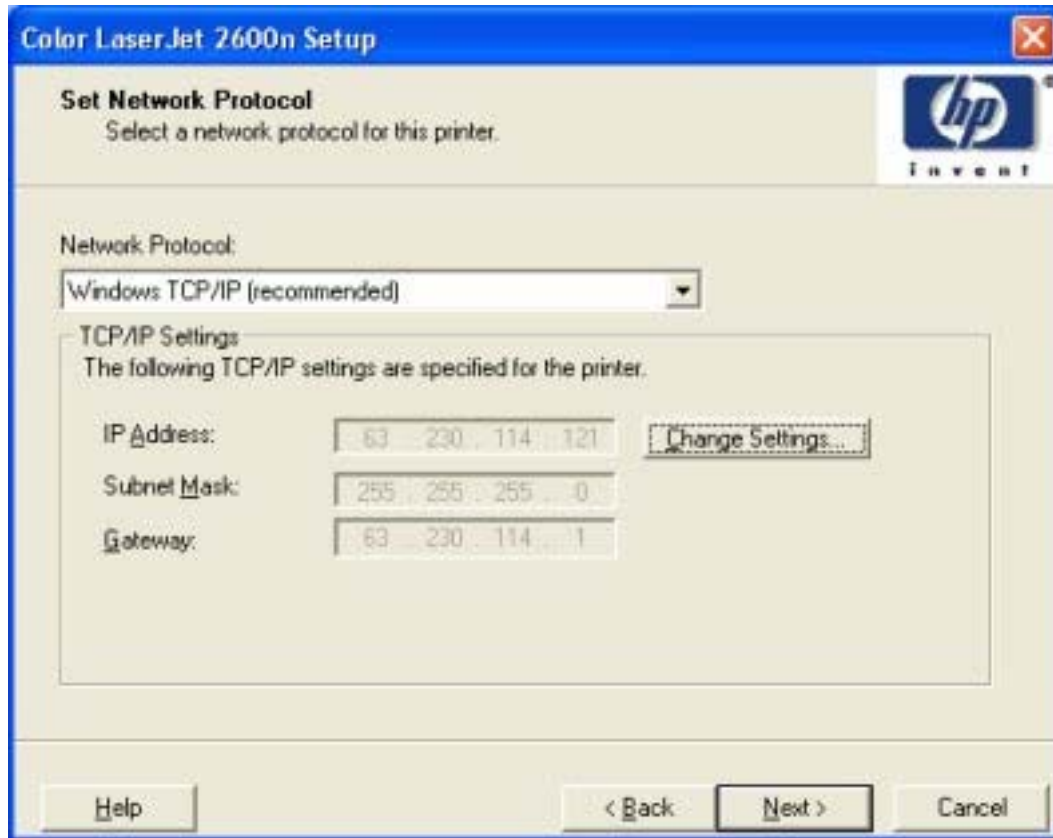 Color LaserJet 2600n Setup
Set Network Protocol
Select a network protocol for this printer.
hp
®
invent
Network Protocol:
Windows TCP/IP (recommended)
TCP/IP Settings
The following TCP/IP settings are specified for the printer.
IP Address: 63 . 230 . 114 . 121 Change Settings...
Subnet Mask: 255 . 255 . 255 . 0
Gateway: 63 . 230 . 114 . 1
Help < Back Next > Cancel